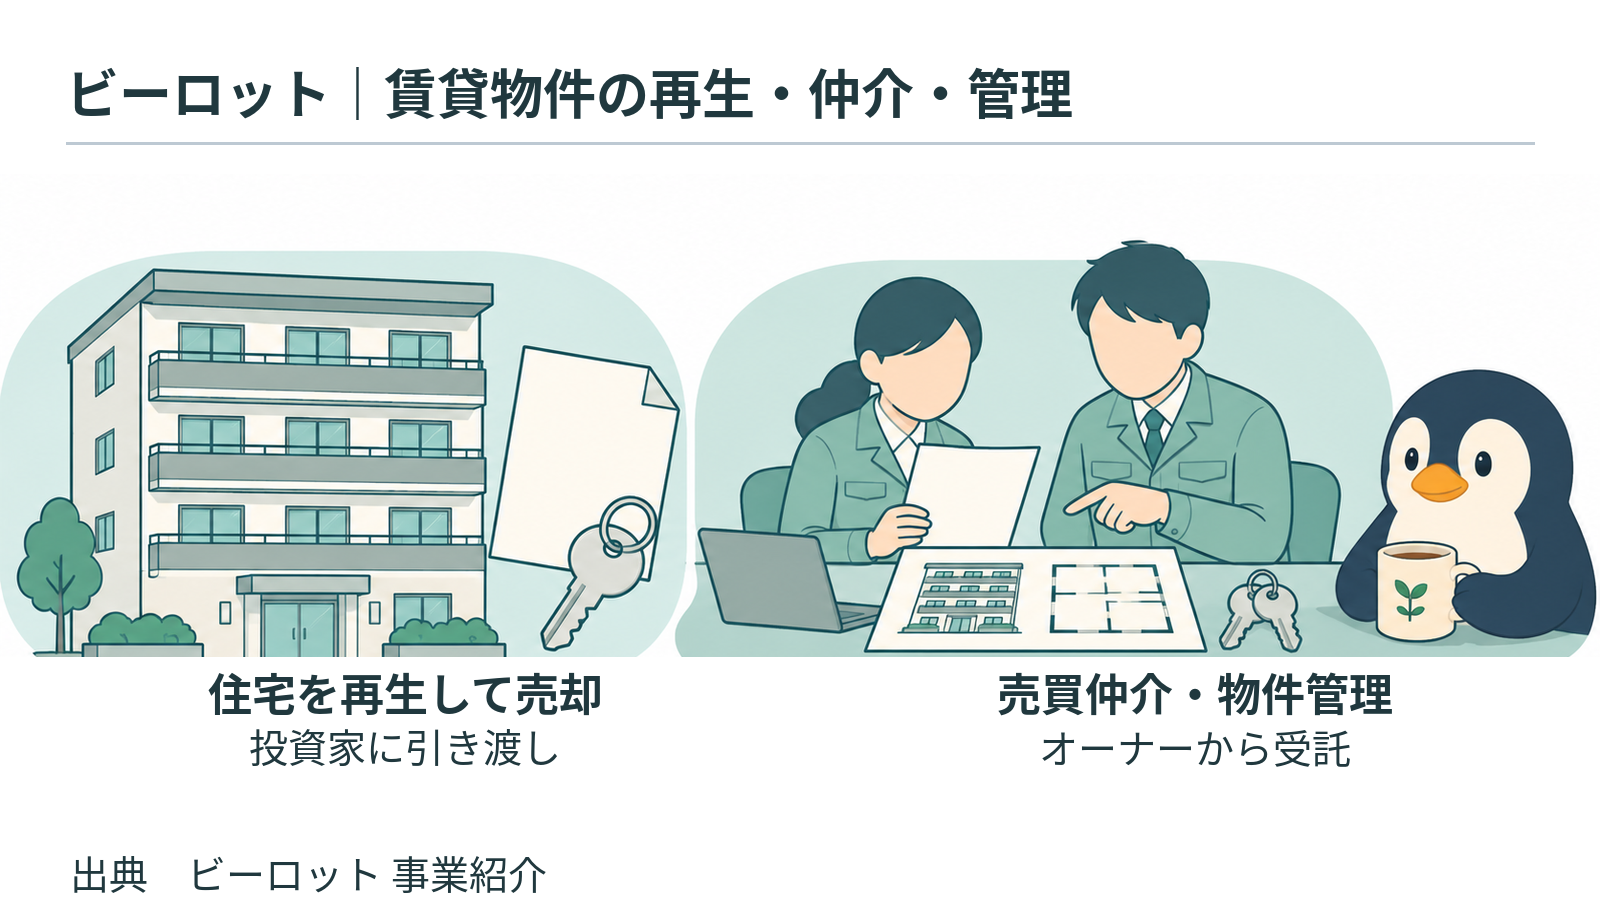 ビーロット｜賃貸物件の再生・仲介・管理
住宅を再生して売却
投資家に引き渡し
売買仲介・物件管理
オーナーから受託
出典　ビーロット 事業紹介